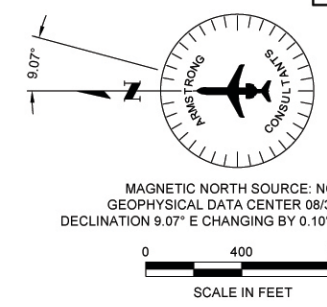 9.07°
N
ARMSTRONG
CONSULTANTS
MAGNETIC NORTH SOURCE:
GEOPHYSICAL DATA CENTER
DECLINATION 9.07° E CHANGING BY
0 400
SCALE IN FEET